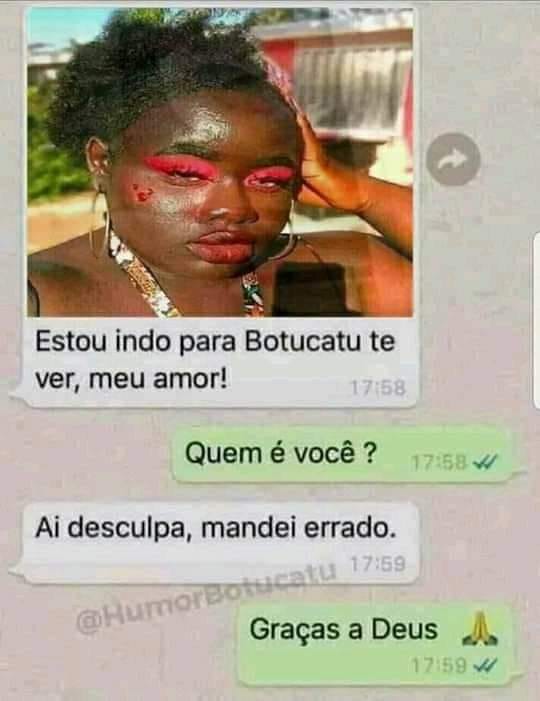 Estou indo para Botucatu te
ver, meu amor!
17:58
Quem é você ?
17:58
Ai desculpa, mandei errado.
17:59
@HumorBotucatu
Graças a Deus 🙏
17:59